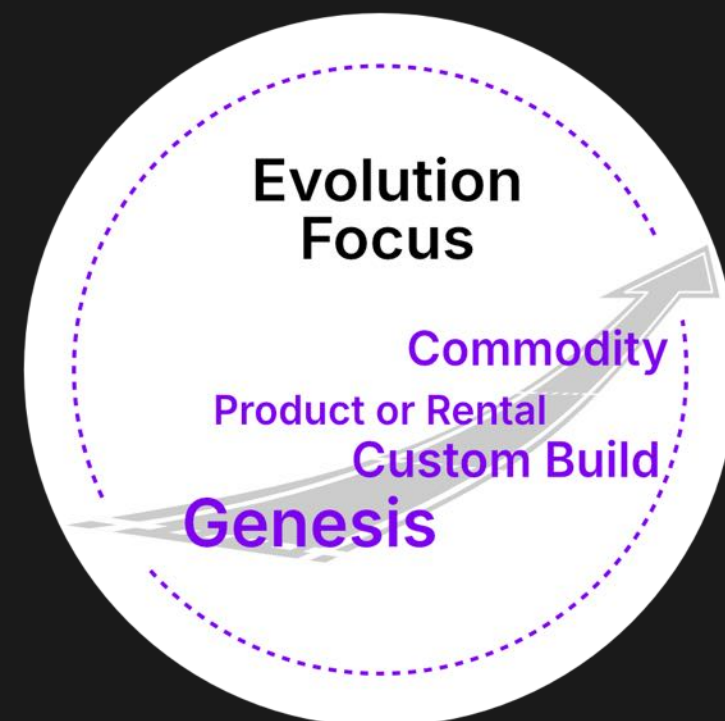 Evolution
Focus
Commodity
Product or Rental
Custom Build
Genesis